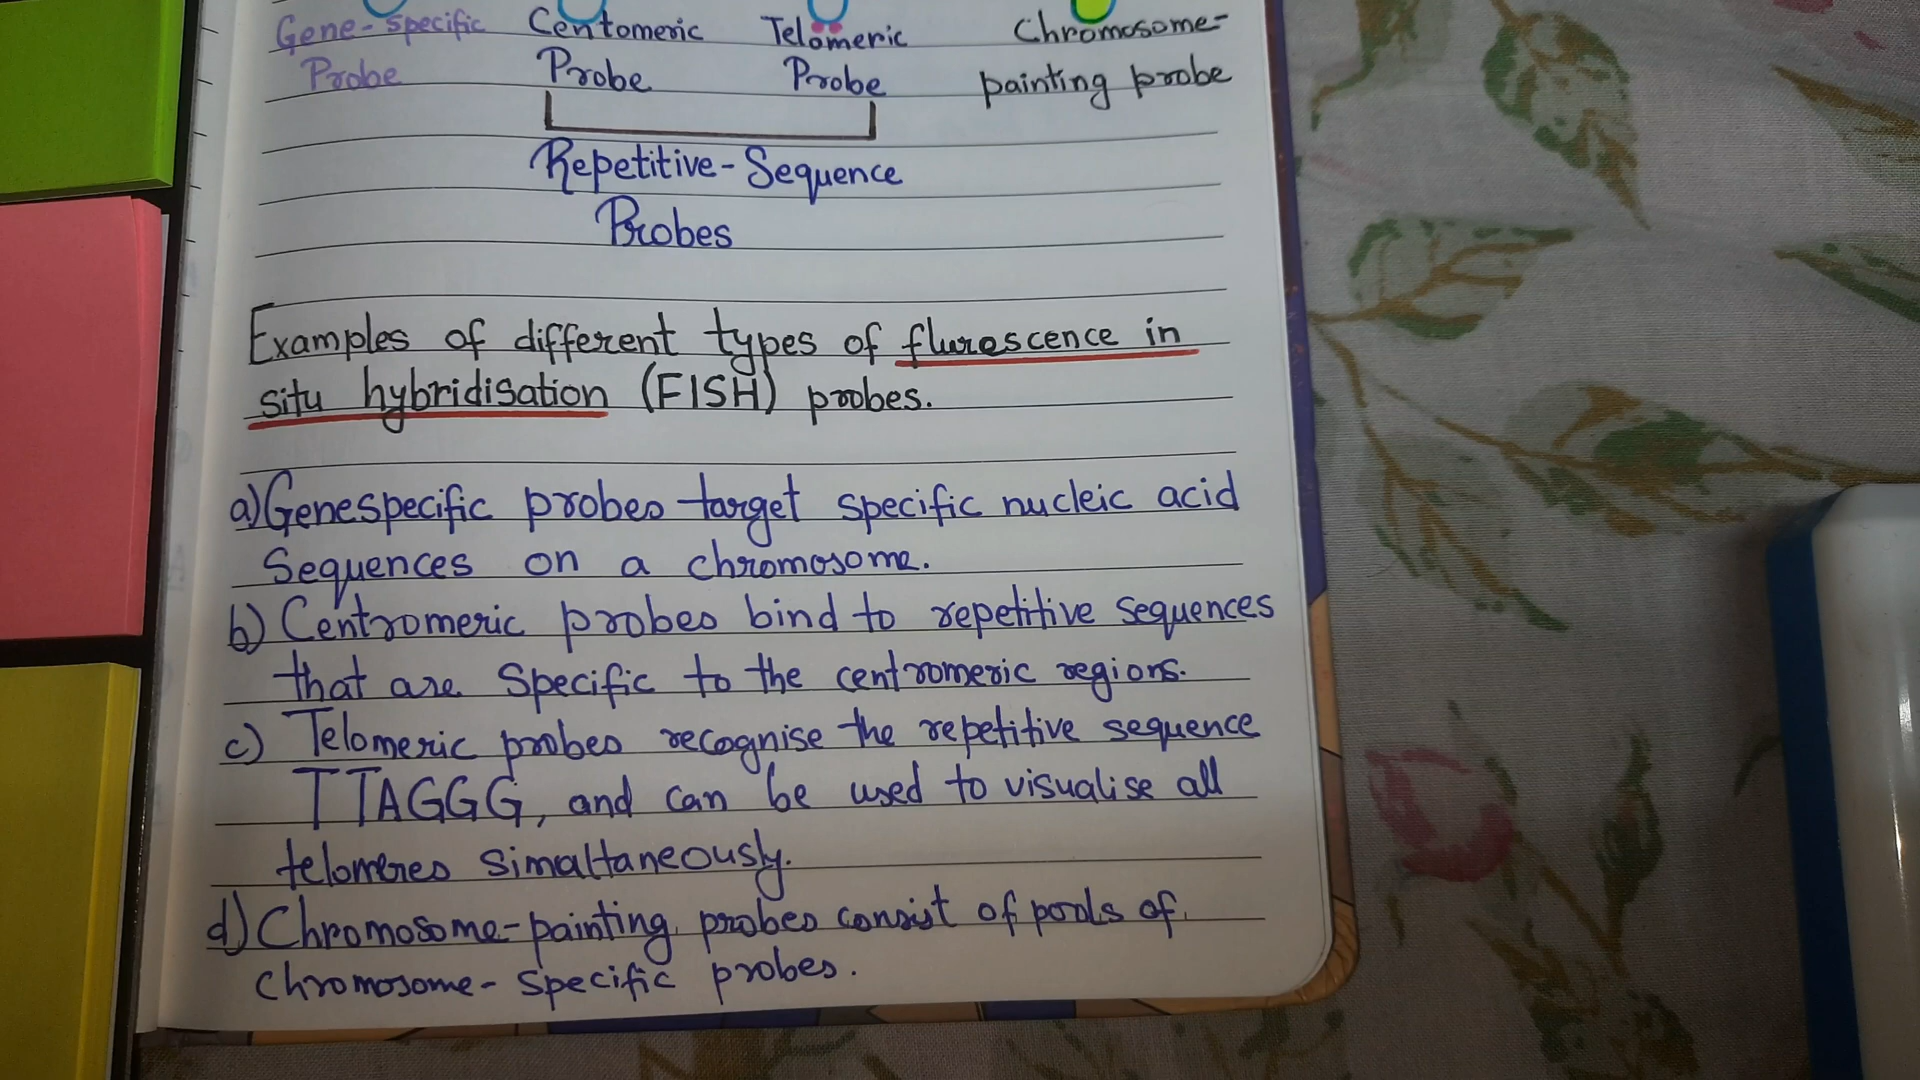 Gene-specific Centomeric Telomeric Chromosome-
Probe Probe Probe painting probe
Repetitive-Sequence
Probes
Examples of different types of flurescence in
situ hybridisation (FISH) probes.
a) Genespecific probes target specific nucleic acid
Sequences on a chromosome.
b) Centromeric probes bind to repetitive sequences
that are Specific to the centromeric regions.
c) Telomeric probes recognise the repetitive sequence
TTAGGG, and can be used to visualise all
telomeres simaltaneously.
d) Chromosome-painting probes consist of pools of
chromosome-specific probes.